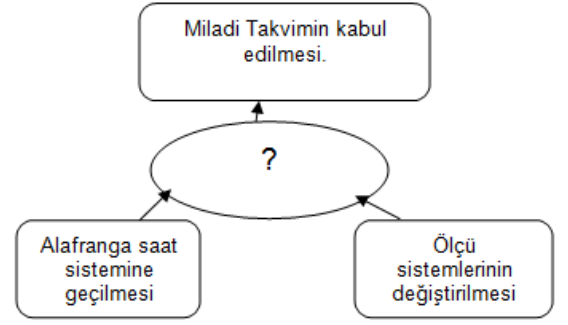 Miladi Takvimin kabul
edilmesi.
?
Alafranga saat
sistemine
geçilmesi
Ölçü
sistemlerinin
değiştirilmesi